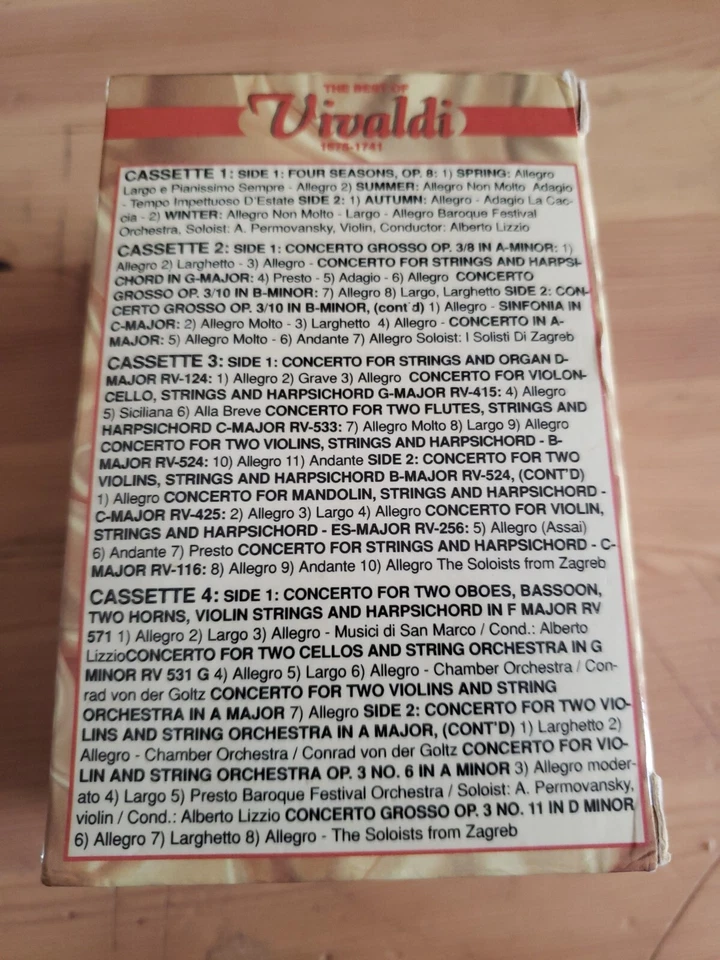 THE BEST OF
Vivaldi
1678-1741
CASSETTE 1: SIDE 1: FOUR SEASONS, OP. 8: 1) SPRING: Allegro
Largo e Pianissimo Sempre - Allegro 2) SUMMER: Allegro Non Molto Adagio
- Tempo Impettuoso D'Estate SIDE 2: 1) AUTUMN: Allegro - Adagio La Cac-
cia - 2) WINTER: Allegro Non Molto - Largo - Allegro Baroque Festival
Orchestra, Soloist: A. Permovansky, Violin, Conductor: Alberto Lizzio
CASSETTE 2: SIDE 1: CONCERTO GROSSO OP. 3/8 IN A-MINOR: 1)
Allegro 2) Larghetto - 3) Allegro - CONCERTO FOR STRINGS AND HARPSI-
CHORD IN G-MAJOR: 4) Presto - 5) Adagio - 6) Allegro CONCERTO
GROSSO OP. 3/10 IN B-MINOR: 7) Allegro 8) Largo, Larghetto SIDE 2: CON-
CERTO GROSSO OP. 3/10 IN B-MINOR, (cont'd) 1) Allegro - SINFONIA IN
C-MAJOR: 2) Allegro Molto - 3) Larghetto 4) Allegro - CONCERTO IN A-
MAJOR: 5) Allegro Molto - 6) Andante 7) Allegro Soloist: I Solisti Di Zagreb
CASSETTE 3: SIDE 1: CONCERTO FOR STRINGS AND ORGAN D-
MAJOR RV-124: 1) Allegro 2) Grave 3) Allegro CONCERTO FOR VIOLON-
CELLO, STRINGS AND HARPSICHORD G-MAJOR RV-415: 4) Allegro
5) Siciliana 6) Alla Breve CONCERTO FOR TWO FLUTES, STRINGS AND
HARPSICHORD C-MAJOR RV-533: 7) Allegro Molto 8) Largo 9) Allegro
CONCERTO FOR TWO VIOLINS, STRINGS AND HARPSICHORD - B-
MAJOR RV-524: 10) Allegro 11) Andante SIDE 2: CONCERTO FOR TWO
VIOLINS, STRINGS AND HARPSICHORD B-MAJOR RV-524, (CONT'D)
1) Allegro CONCERTO FOR MANDOLIN, STRINGS AND HARPSICHORD -
C-MAJOR RV-425: 2) Allegro 3) Largo 4) Allegro CONCERTO FOR VIOLIN,
STRINGS AND HARPSICHORD - ES-MAJOR RV-256: 5) Allegro (Assai)
6) Andante 7) Presto CONCERTO FOR STRINGS AND HARPSICHORD - C-
MAJOR RV-116: 8) Allegro 9) Andante 10) Allegro The Soloists from Zagreb
CASSETTE 4: SIDE 1: CONCERTO FOR TWO OBOES, BASSOON,
TWO HORNS, VIOLIN STRINGS AND HARPSICHORD IN F MAJOR RV
571 1) Allegro 2) Largo 3) Allegro - Musici di San Marco / Cond.: Alberto
LizzioCONCERTO FOR TWO CELLOS AND STRING ORCHESTRA IN G
MINOR RV 531 G 4) Allegro 5) Largo 6) Allegro - Chamber Orchestra / Con-
rad von der Goltz CONCERTO FOR TWO VIOLINS AND STRING
ORCHESTRA IN A MAJOR 7) Allegro SIDE 2: CONCERTO FOR TWO VIO-
LINS AND STRING ORCHESTRA IN A MAJOR, (CONT'D) 1) Larghetto 2)
Allegro - Chamber Orchestra / Conrad von der Goltz CONCERTO FOR VIO-
LIN AND STRING ORCHESTRA OP. 3 NO. 6 IN A MINOR 3) Allegro moder-
ato 4) Largo 5) Presto Baroque Festival Orchestra / Soloist: A. Permovansky,
violin / Cond.: Alberto Lizzio CONCERTO GROSSO OP. 3 NO. 11 IN D MINOR
6) Allegro 7) Larghetto 8) Allegro - The Soloists from Zagreb